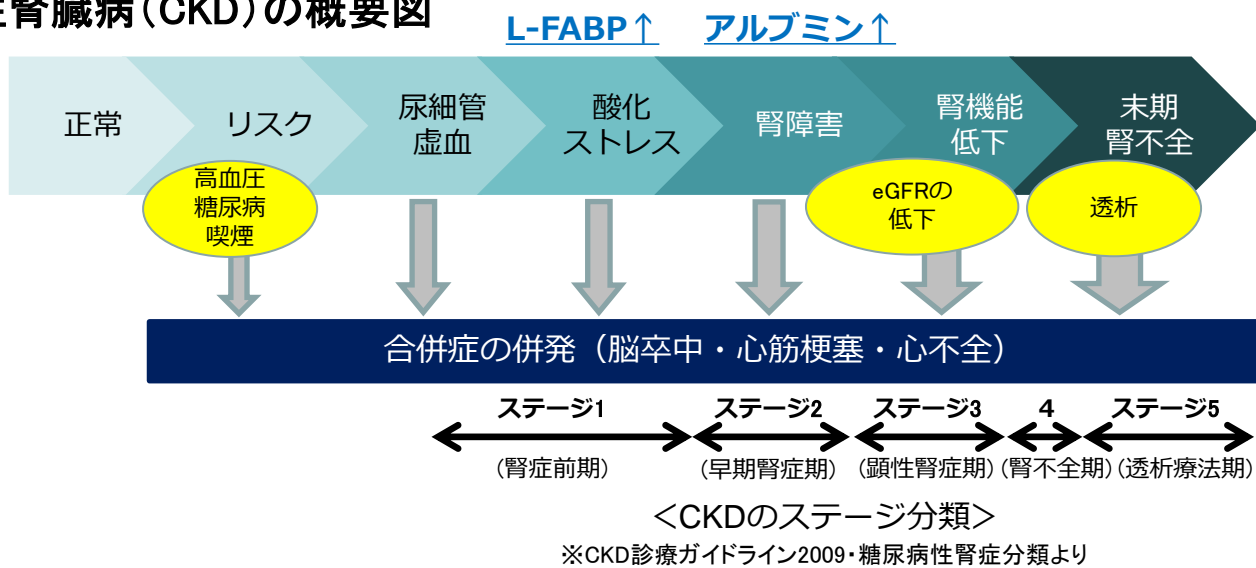 性腎臓病(CKD)の概要図
L-FABP↑ アルブミン↑
正常
リスク
尿細管
虚血
酸化
ストレス
腎障害
腎機能
低下
末期
腎不全
高血圧
糖尿病
喫煙
eGFRの
低下
透析
合併症の併発（脳卒中・心筋梗塞・心不全）
ステージ1 ステージ2 ステージ3 4 ステージ5
(腎症前期) (早期腎症期) (顕性腎症期) (腎不全期) (透析療法期)
＜CKDのステージ分類＞
※CKD診療ガイドライン2009・糖尿病性腎症分類より